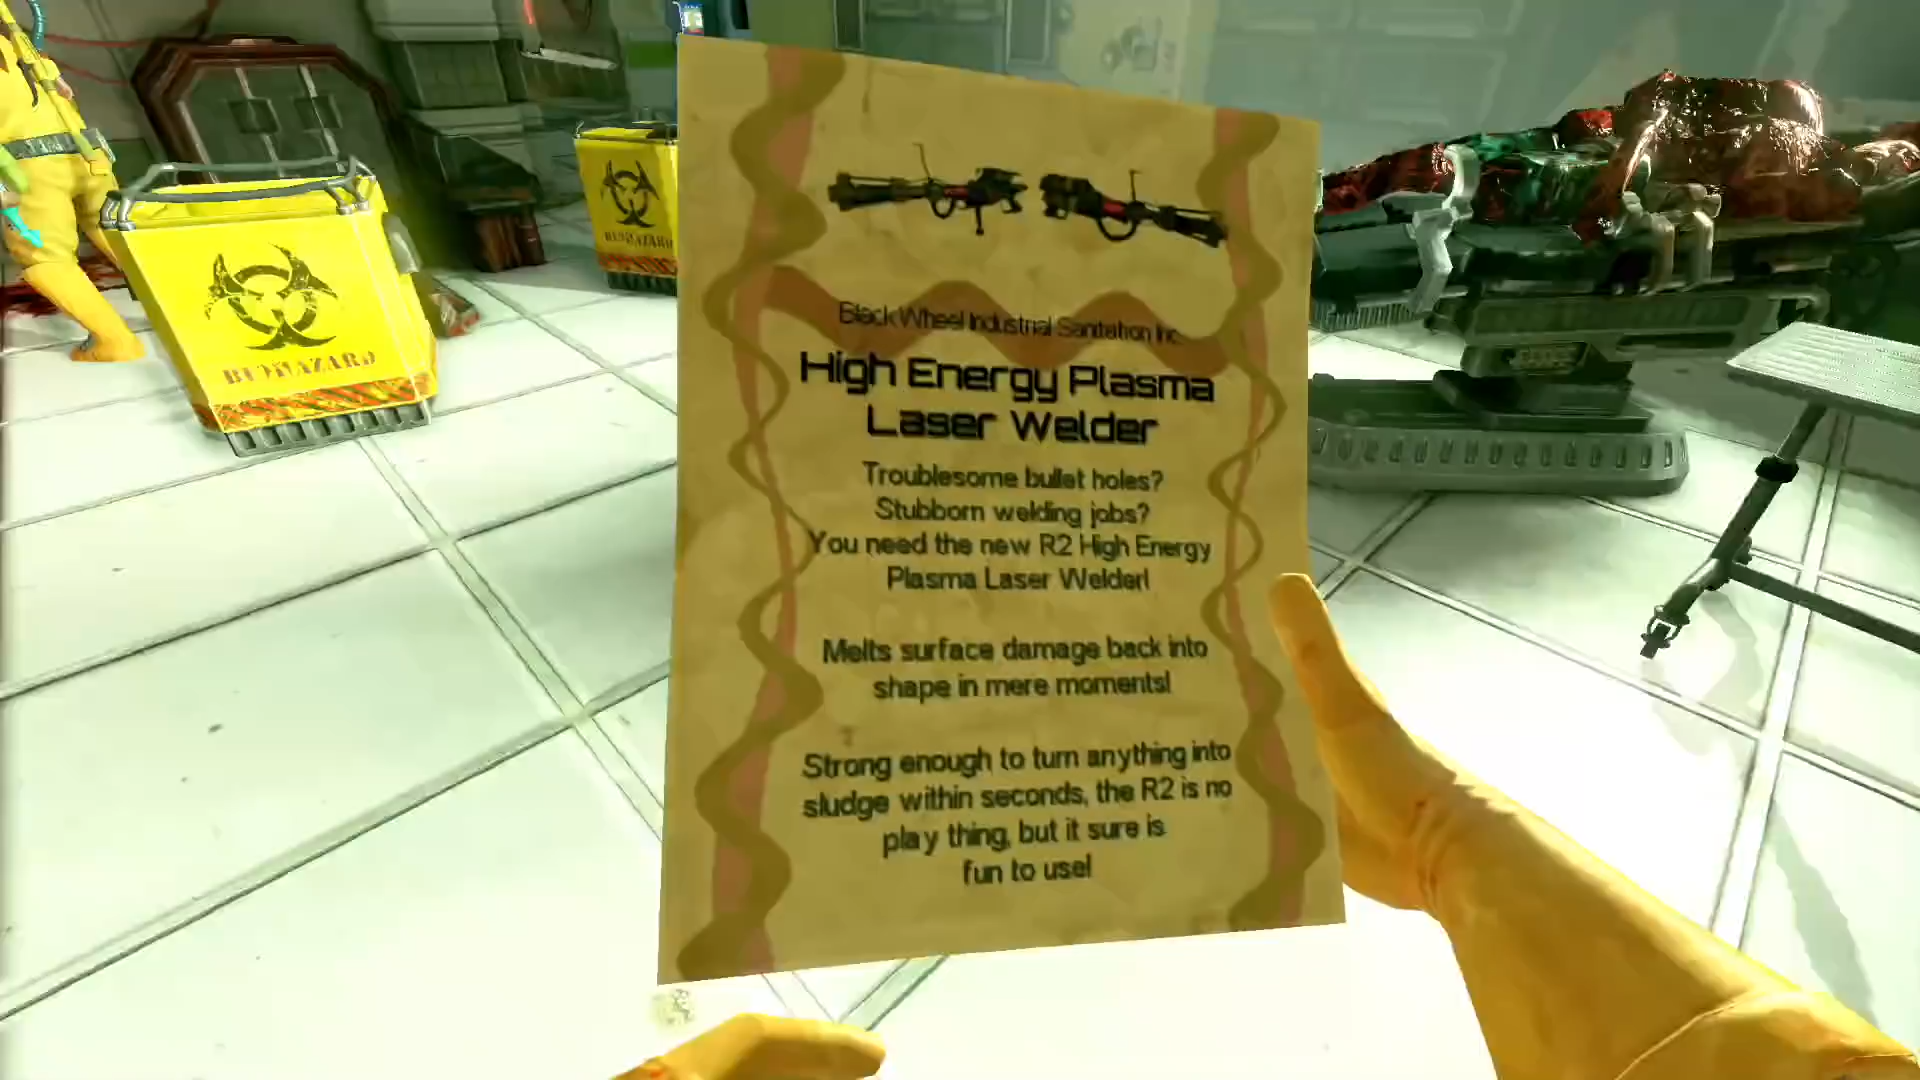 Black Wheel Industrial Sanitation Inc.
High Energy Plasma
Laser Welder
Troublesome bullet holes?
Stubborn welding jobs?
You need the new R2 High Energy
Plasma Laser Welder!
Melts surface damage back into
shape in mere moments!
Strong enough to turn anything into
sludge within seconds, the R2 is no
play thing, but it sure is
fun to use!
BIOHAZARD
BIOHAZARD